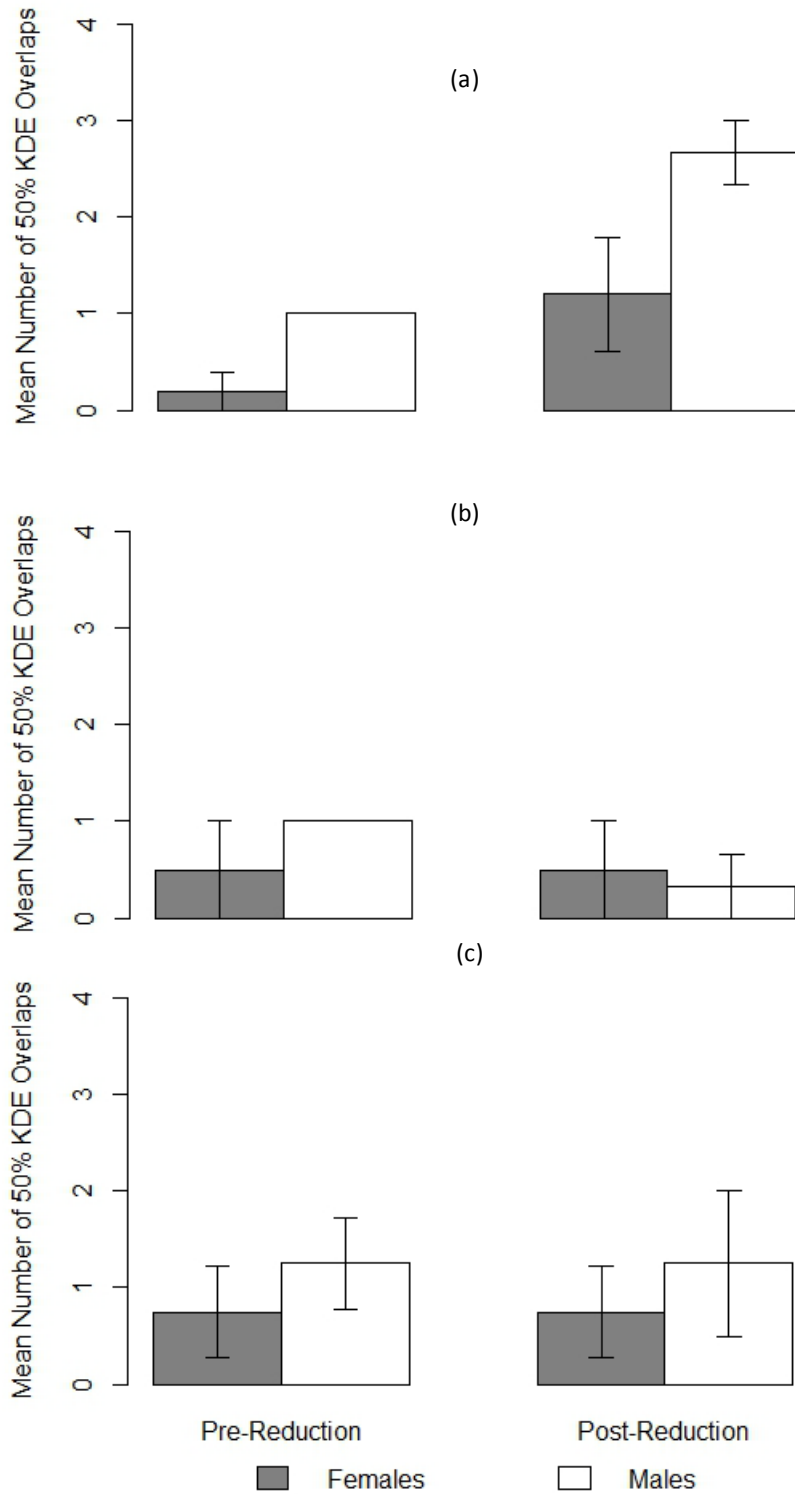 (a)
Mean Number of 50% KDE Overlaps
4
3
2
1
0
(b)
Mean Number of 50% KDE Overlaps
4
3
2
1
0
(c)
Mean Number of 50% KDE Overlaps
4
3
2
1
0
Pre-Reduction Post-Reduction
Females Males